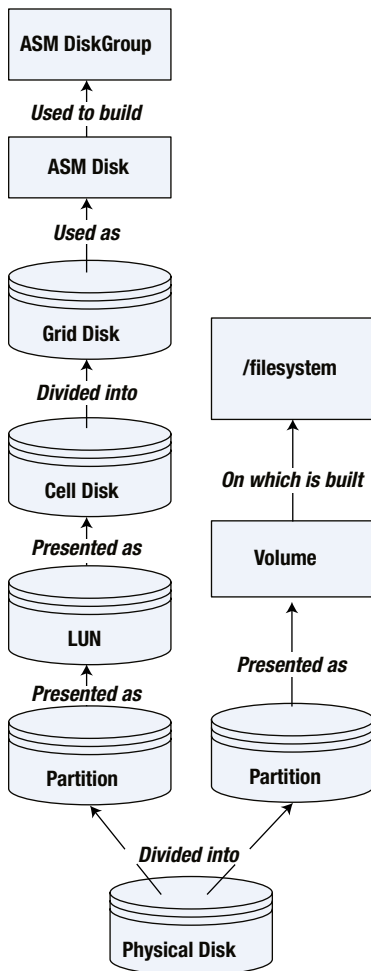 ASM DiskGroup
Used to build
ASM Disk
Used as
Grid Disk
Divided into
Cell Disk
Presented as
LUN
Presented as
Partition
/filesystem
On which is built
Volume
Presented as
Partition
Divided into
Physical Disk